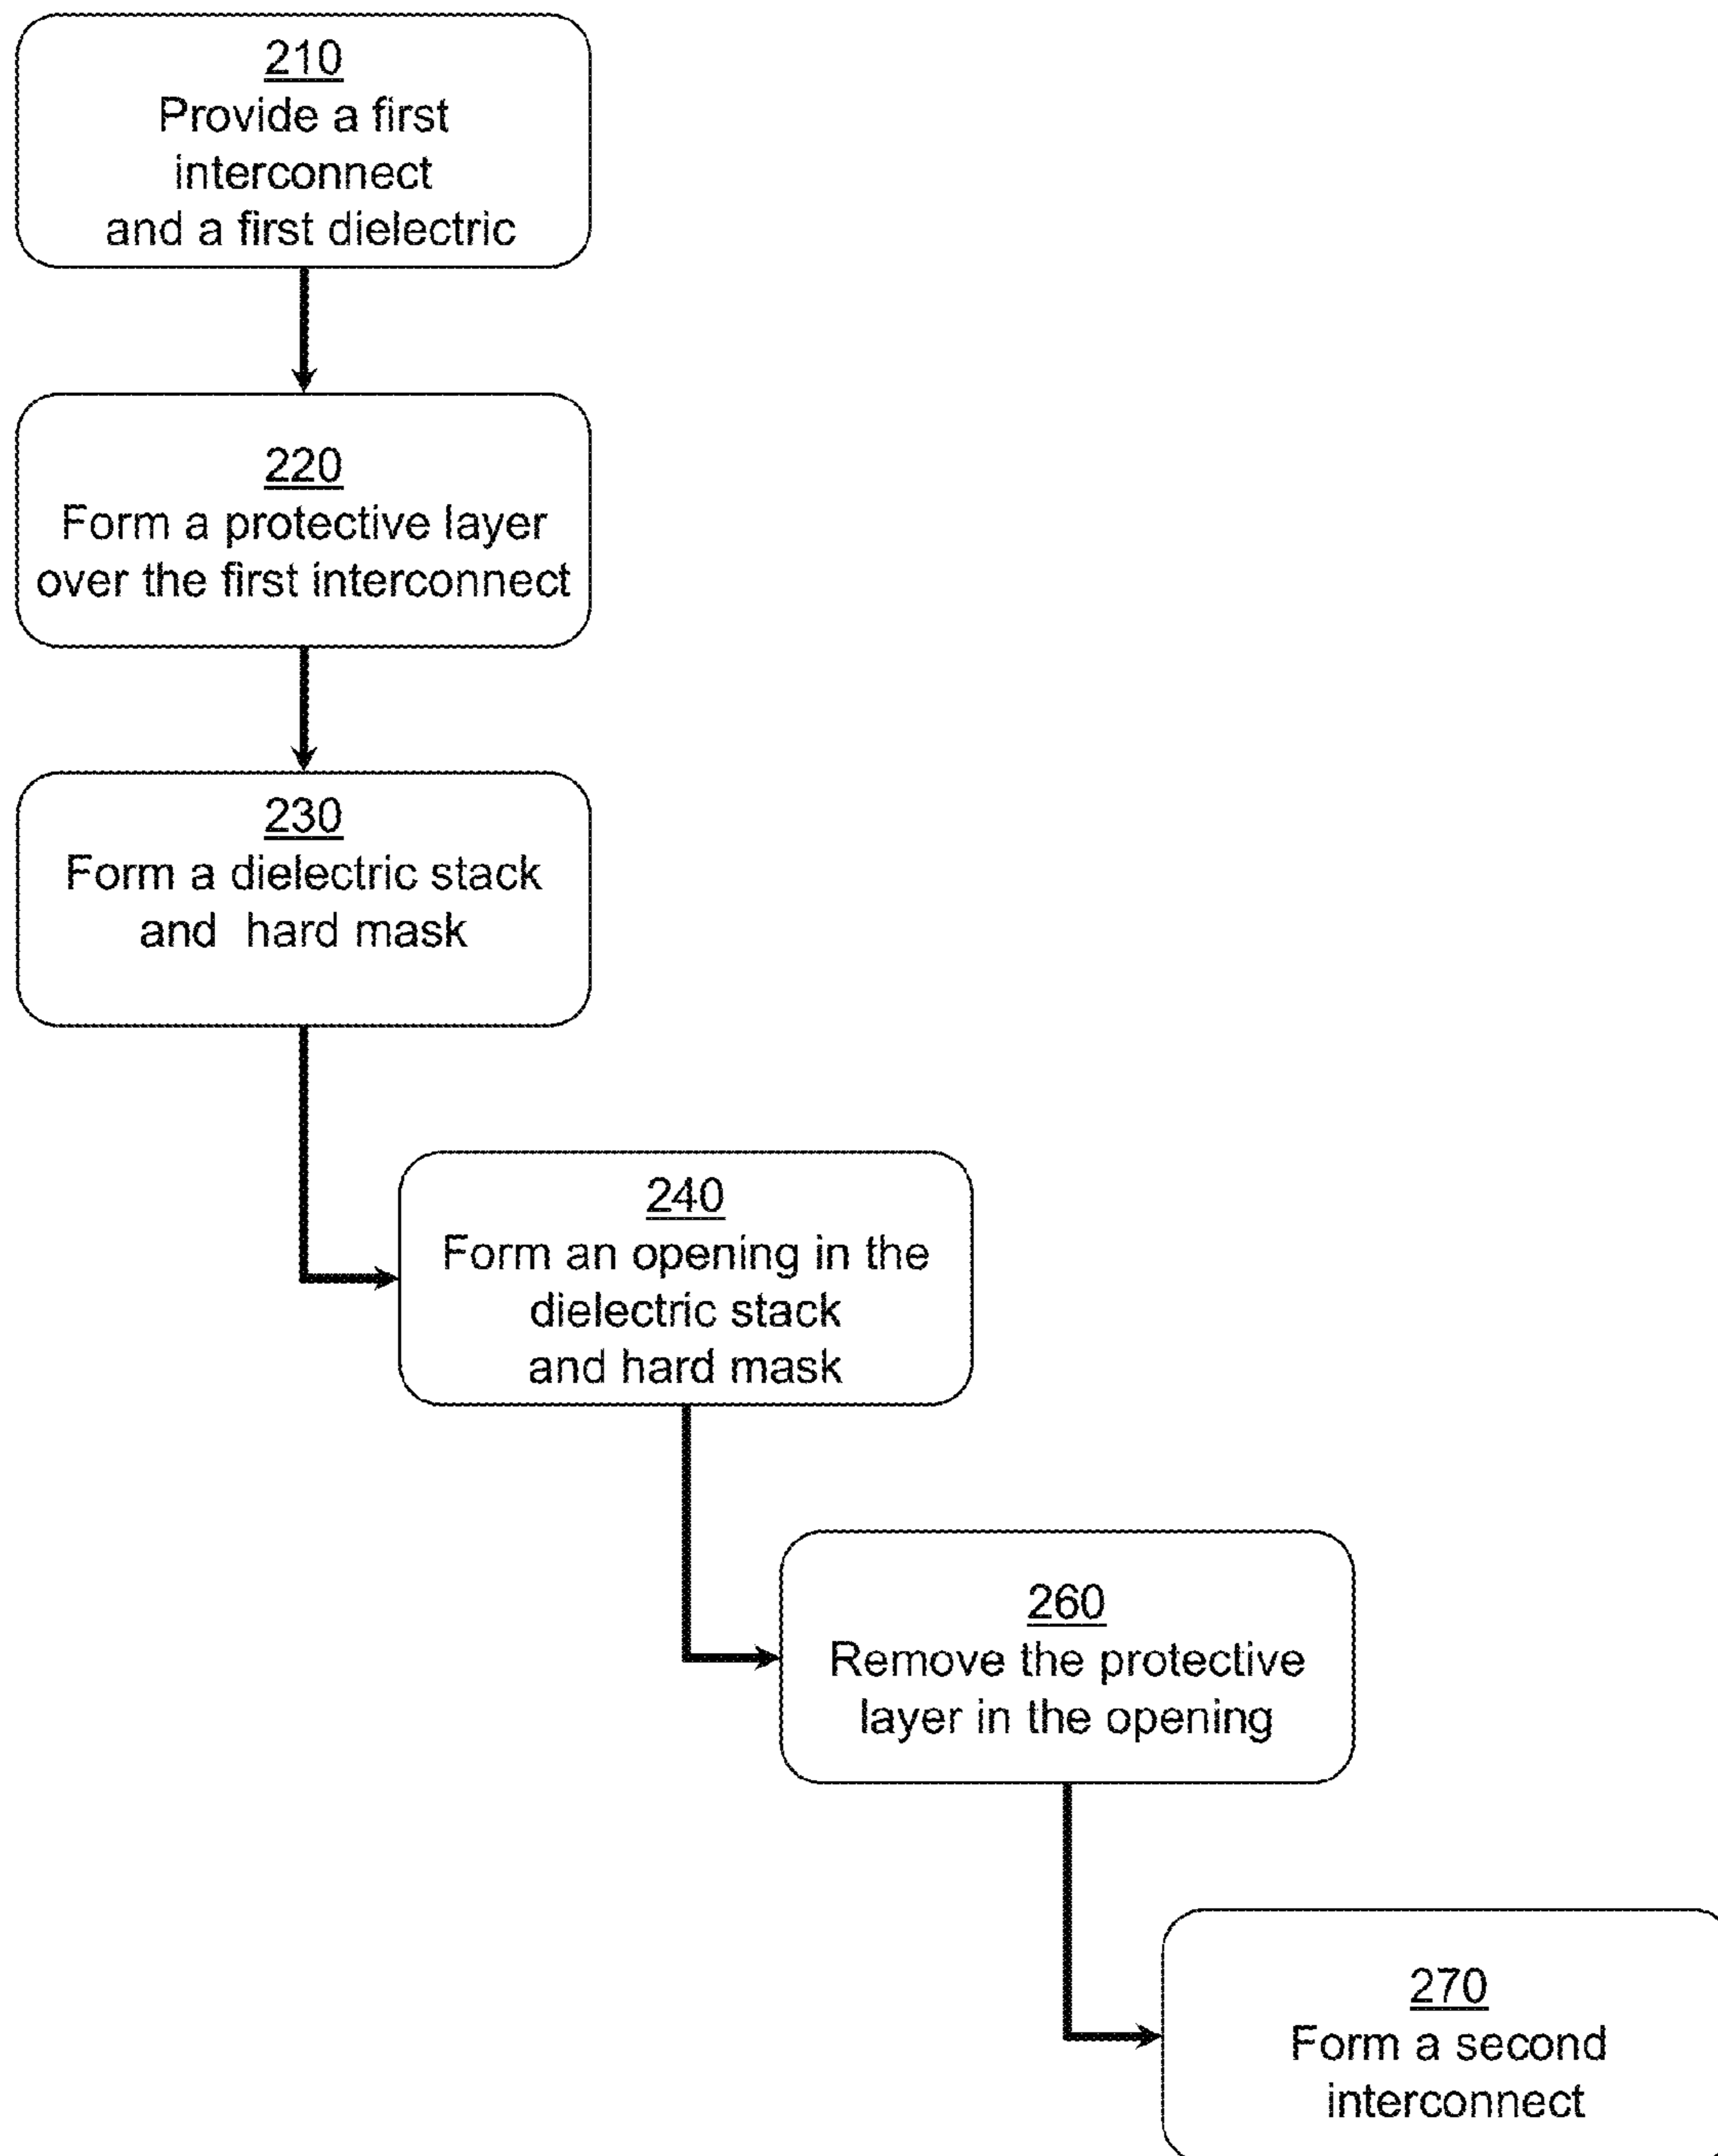 210
Provide a first
interconnect
and a first dielectric
220
Form a protective layer
over the first interconnect
230
Form a dielectric stack
and hard mask
240
Form an opening in the
dielectric stack
and hard mask
260
Remove the protective
layer in the opening
270
Form a second
interconnect